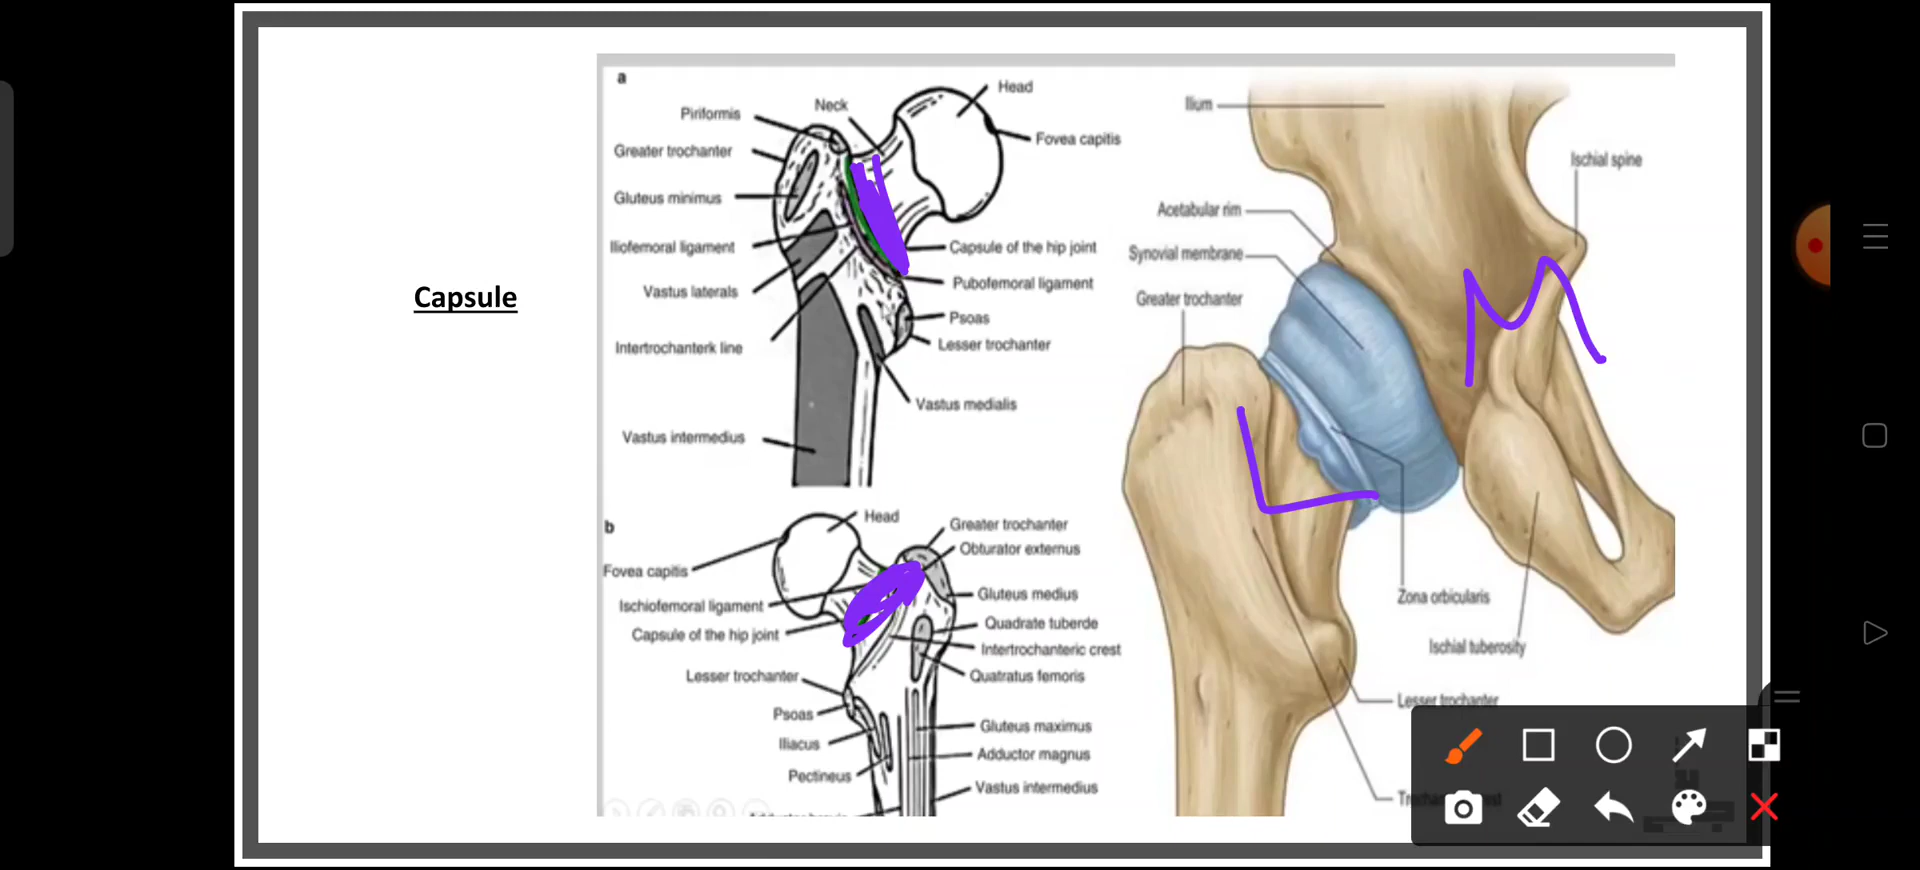 Capsule
a
Piriformis
Neck
Head
Greater trochanter
Fovea capitis
Gluteus minimus
Iliofemoral ligament
Capsule of the hip joint
Vastus laterals
Pubofemoral ligament
Psoas
Intertrochanterk line
Lesser trochanter
Vastus medialis
Vastus intermedius
b
Head
Greater trochanter
Obturator externus
Fovea capitis
Gluteus medius
Ischiofemoral ligament
Quadrate tuberde
Capsule of the hip joint
Intertrochanteric crest
Lesser trochanter
Quatratus femoris
Psoas
Gluteus maximus
Iliacus
Adductor magnus
Pectineus
Vastus intermedius
Ilium
Ischial spine
Acetabular rim
Synovial membrane
Greater trochanter
M
L
Zona orbicularis
Ischial tuberosity
Lesser trochanter